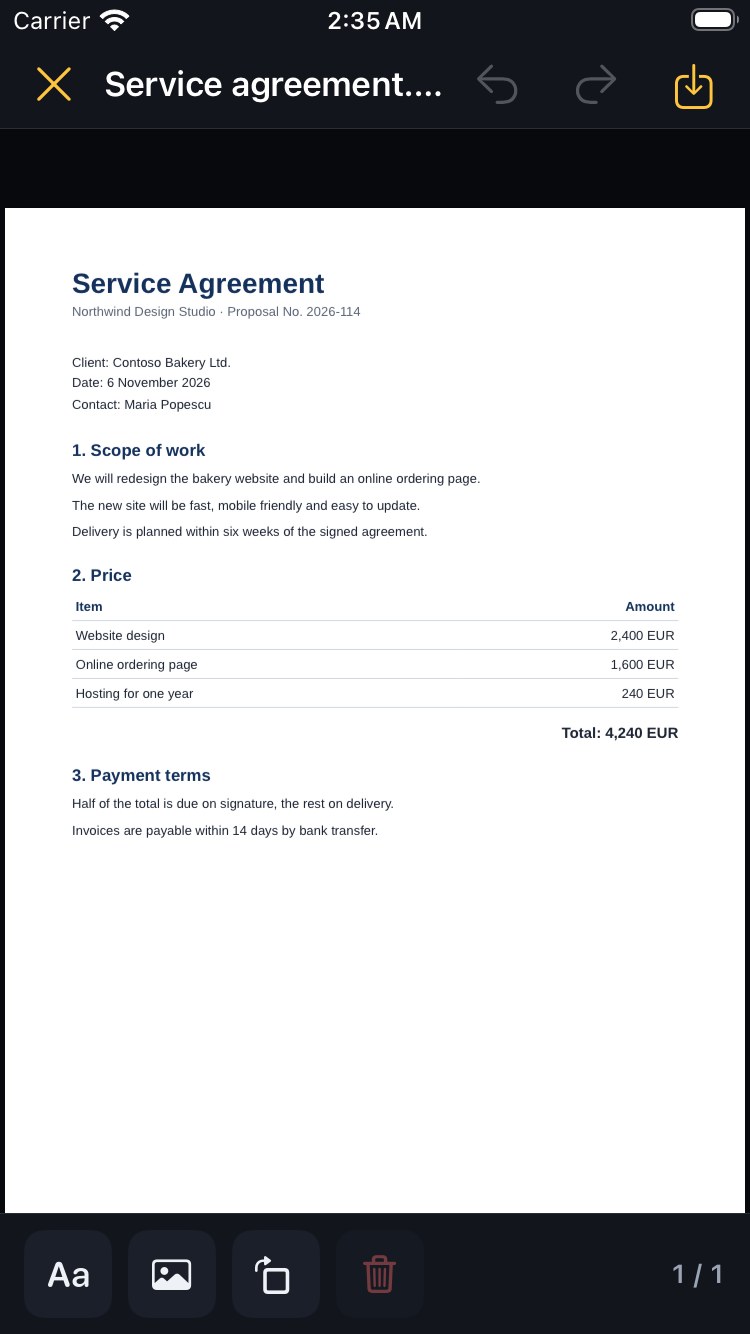 Carrier 2:35 AM
Service agreement....
Service Agreement
Northwind Design Studio · Proposal No. 2026-114
Client: Contoso Bakery Ltd.
Date: 6 November 2026
Contact: Maria Popescu
1. Scope of work
We will redesign the bakery website and build an online ordering page.
The new site will be fast, mobile friendly and easy to update.
Delivery is planned within six weeks of the signed agreement.
2. Price
Item Amount
Website design 2,400 EUR
Online ordering page 1,600 EUR
Hosting for one year 240 EUR
Total: 4,240 EUR
3. Payment terms
Half of the total is due on signature, the rest on delivery.
Invoices are payable within 14 days by bank transfer.
Aa 1 / 1